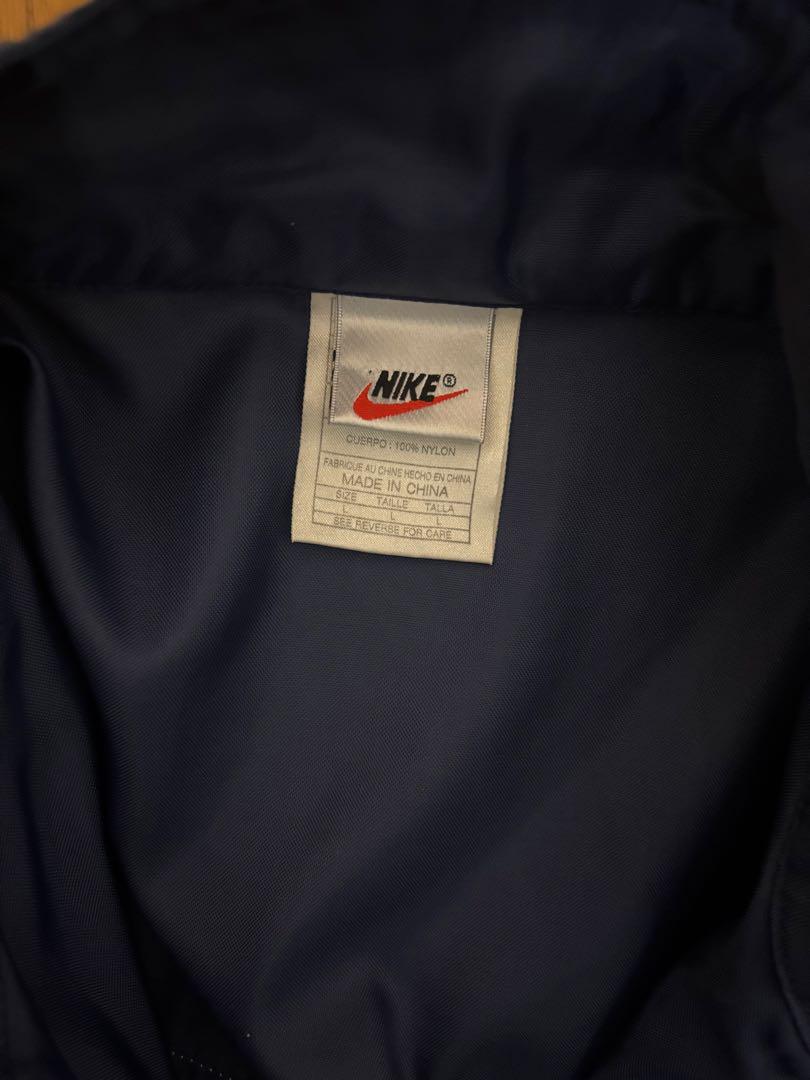 NIKE®
CUERPO : 100% NYLON
FABRIQUE AU CHINE HECHO EN CHINA
MADE IN CHINA
SIZE TAILLE TALLA
L L L
SEE REVERSE FOR CARE